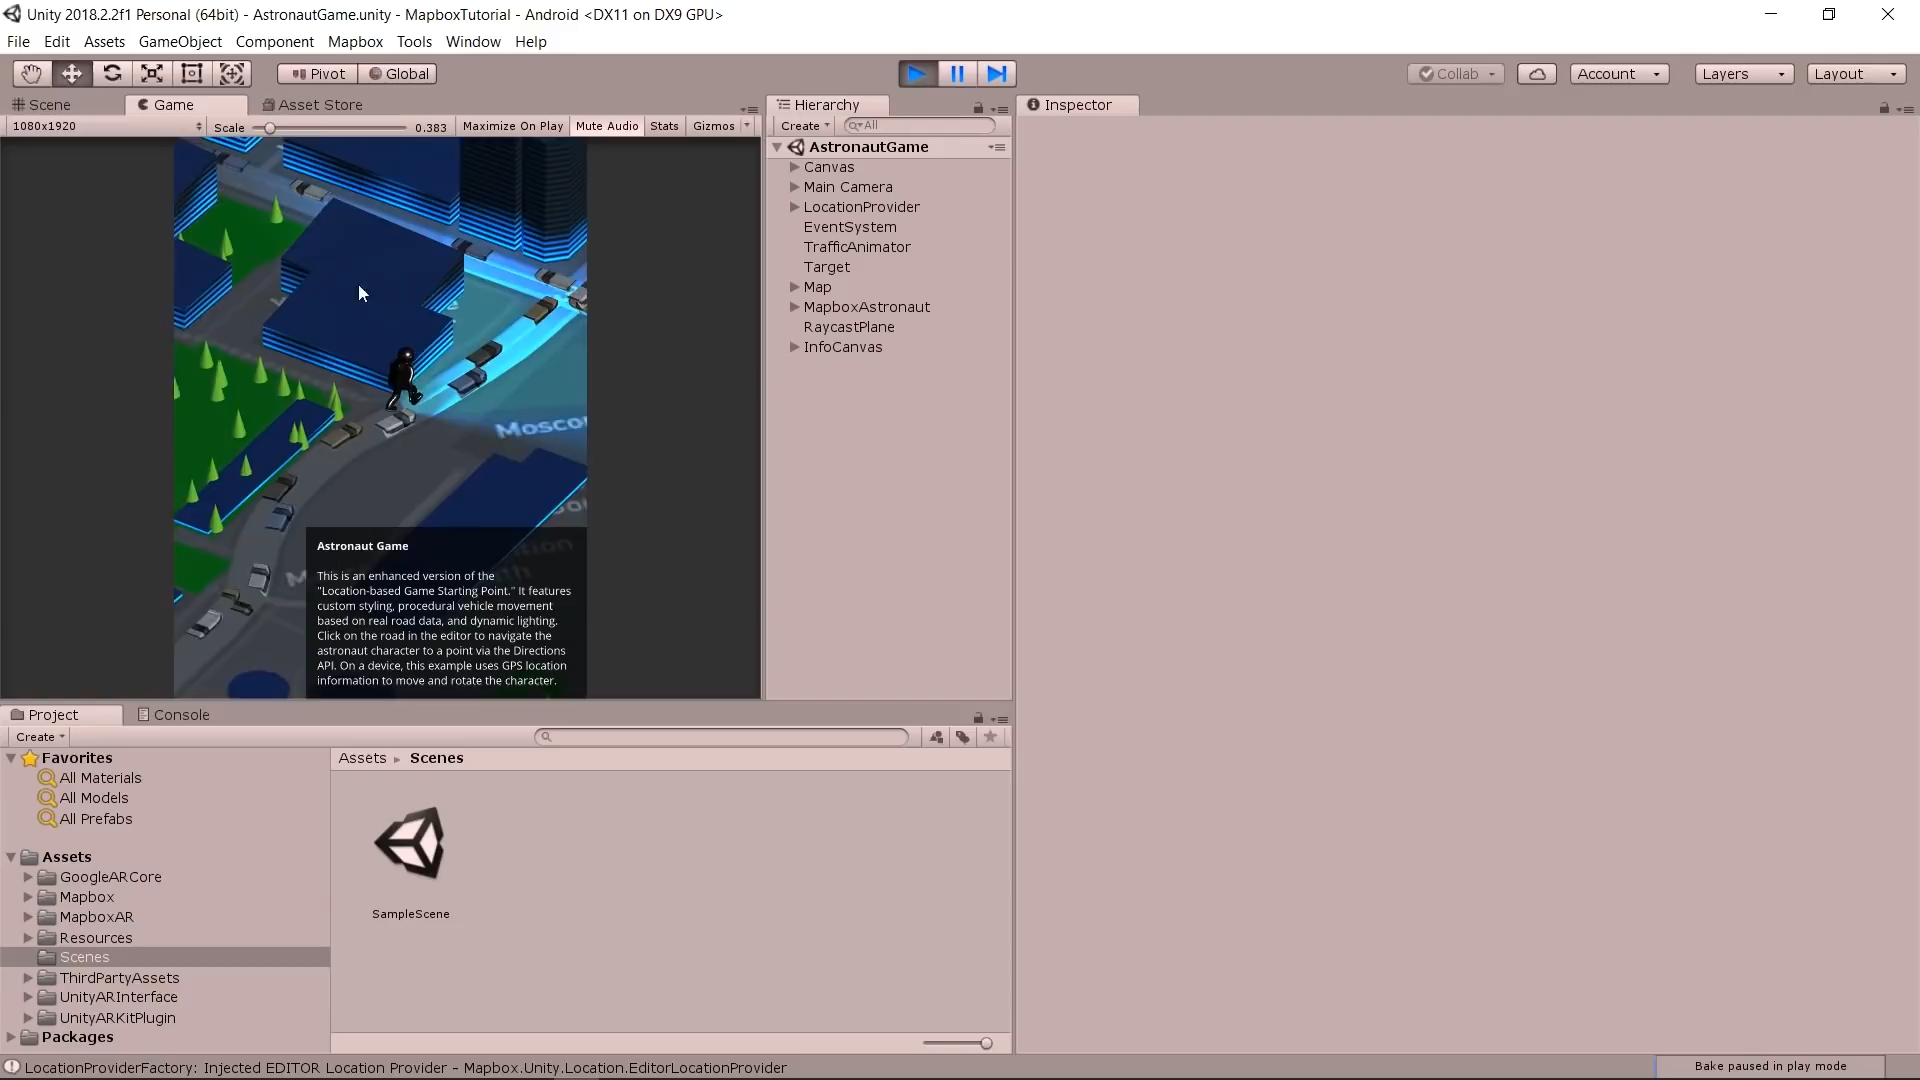 Unity 2018.2.2f1 Personal (64bit) - AstronautGame.unity - MapboxTutorial - Android <DX11 on DX9 GPU>
File Edit Assets GameObject Component Mapbox Tools Window Help
Pivot Global Collab Account Layers Layout
Scene Game Asset Store Hierarchy Inspector
1080x1920 Scale 0.383 Maximize On Play Mute Audio Stats Gizmos Create All
AstronautGame
Canvas
Main Camera
LocationProvider
EventSystem
TrafficAnimator
Target
Map
MapboxAstronaut
RaycastPlane
InfoCanvas
Mosco
Astronaut Game
This is an enhanced version of the
"Location-based Game Starting Point." It features
custom styling, procedural vehicle movement
based on real road data, and dynamic lighting.
Click on the road in the editor to navigate the
astronaut character to a point via the Directions
API. On a device, this example uses GPS location
information to move and rotate the character.
Project Console
Create
Favorites
All Materials
All Models
All Prefabs
Assets
GoogleARCore
Mapbox
MapboxAR
Resources
Scenes
ThirdPartyAssets
UnityARInterface
UnityARKitPlugin
Packages
Assets Scenes
SampleScene
LocationProviderFactory: Injected EDITOR Location Provider - Mapbox.Unity.Location.EditorLocationProvider
Bake paused in play mode